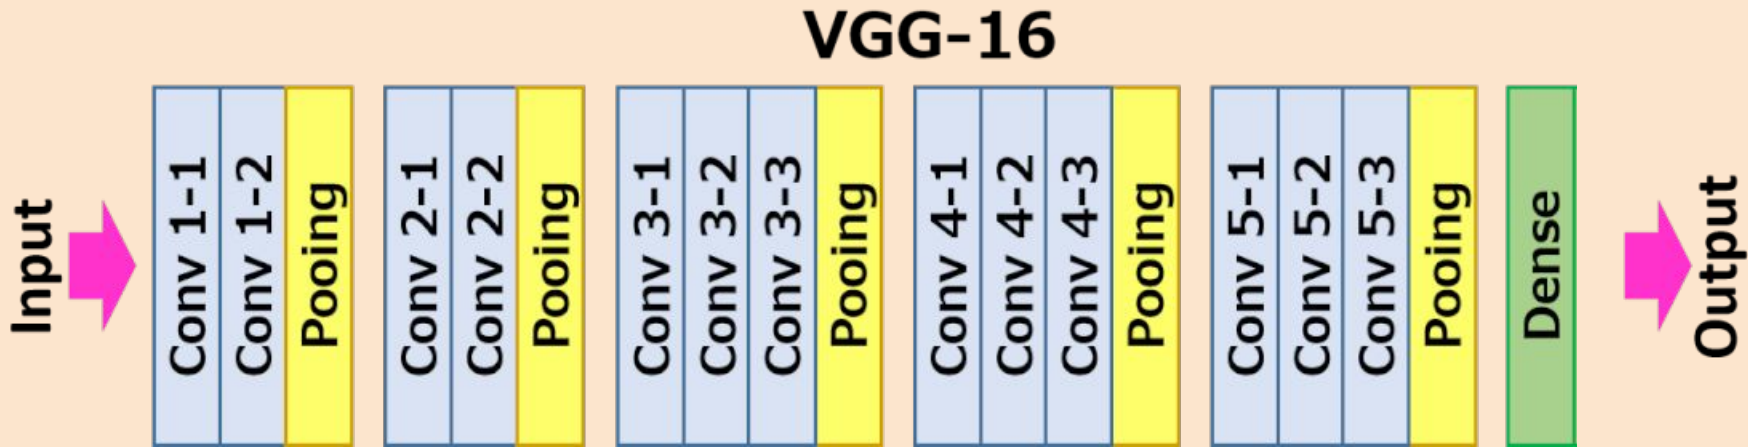 VGG-16
Input
Conv 1-1
Conv 1-2
Pooing
Conv 2-1
Conv 2-2
Pooing
Conv 3-1
Conv 3-2
Conv 3-3
Pooing
Conv 4-1
Conv 4-2
Conv 4-3
Pooing
Conv 5-1
Conv 5-2
Conv 5-3
Pooing
Dense
Output